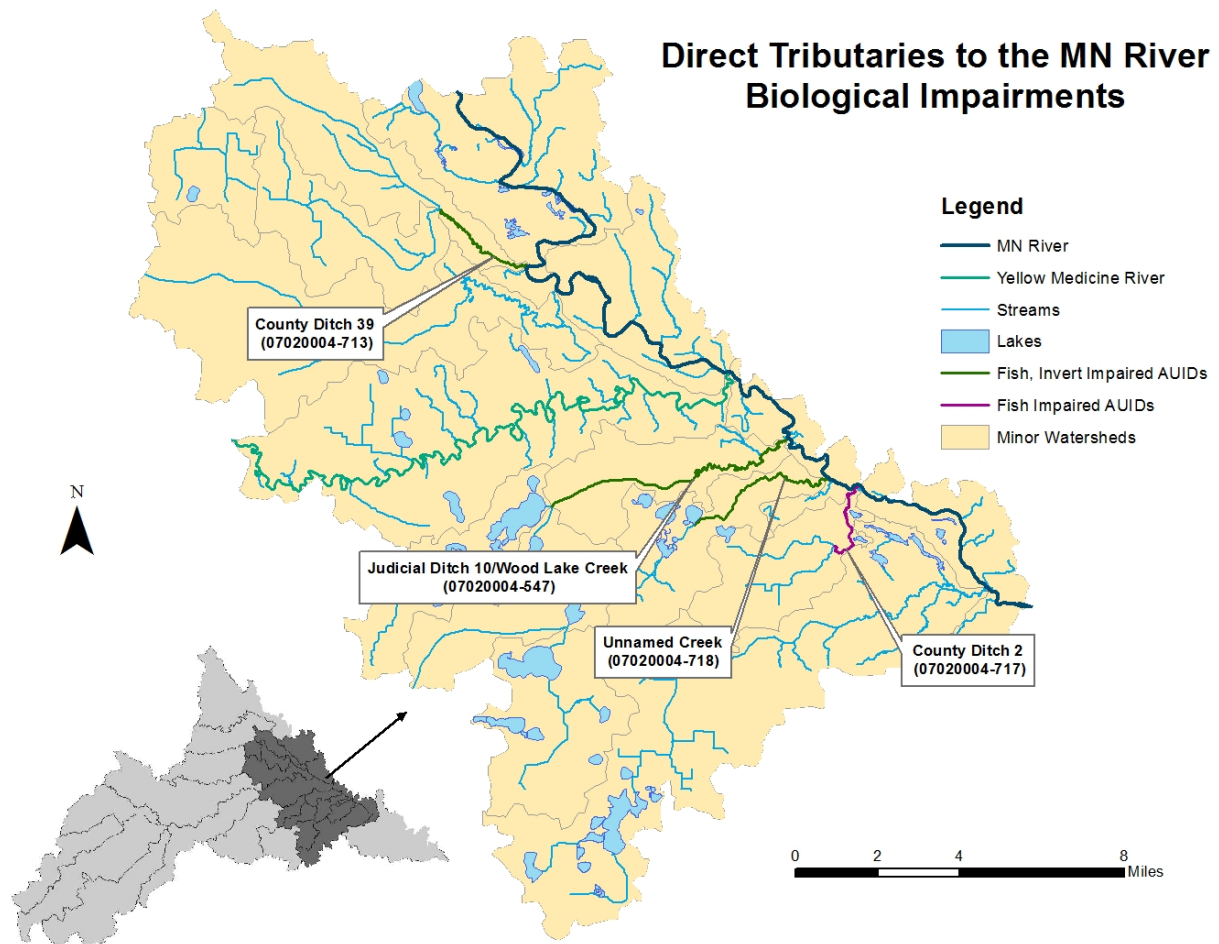 Direct Tributaries to the MN River
Biological Impairments
Legend
MN River
Yellow Medicine River
Streams
Lakes
Fish, Invert Impaired AUIDs
Fish Impaired AUIDs
Minor Watersheds
County Ditch 39
(07020004-713)
N
Judicial Ditch 10/Wood Lake Creek
(07020004-547)
Unnamed Creek
(07020004-718)
County Ditch 2
(07020004-717)
0 2 4 8
Miles